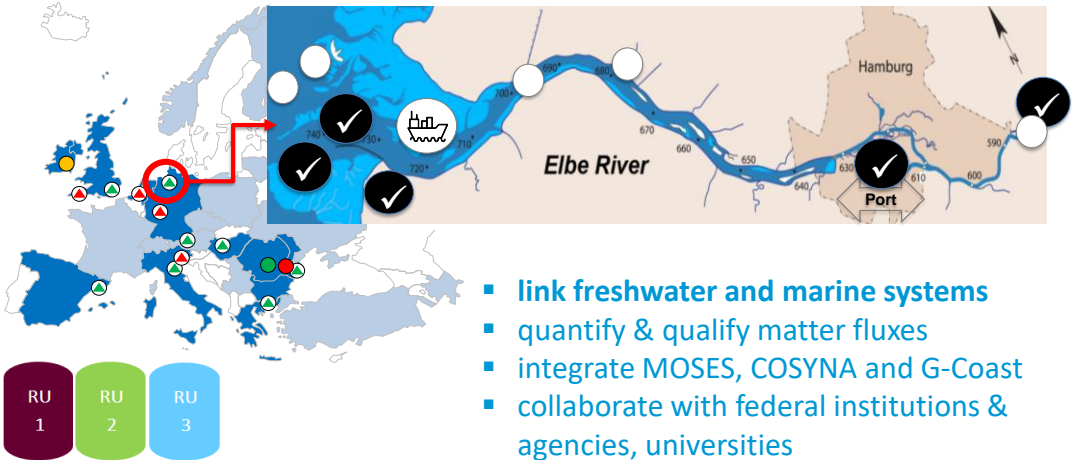 Hamburg
N
690
680
700
590
740
730
710
670
720
660
650
640
630
610
600
Elbe River
Port
▪ link freshwater and marine systems
▪ quantify & qualify matter fluxes
▪ integrate MOSES, COSYNA and G-Coast
▪ collaborate with federal institutions &
agencies, universities
RU
1
RU
2
RU
3